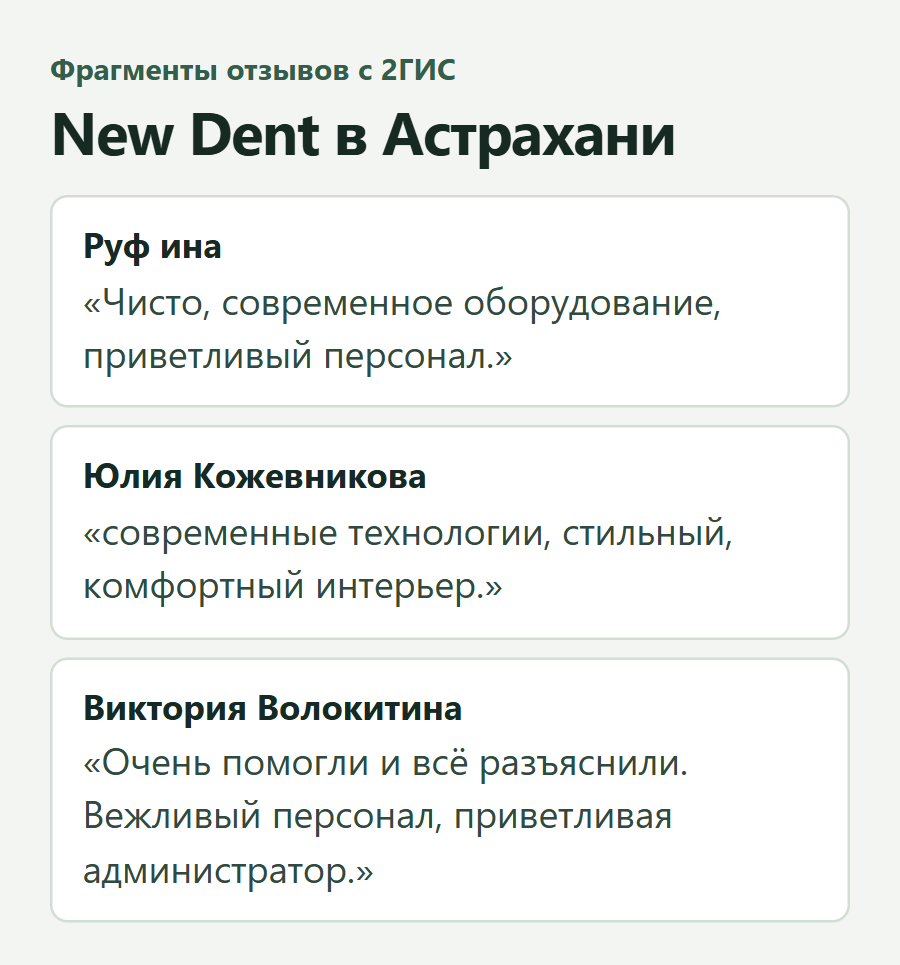 Фрагменты отзывов с 2ГИС
New Dent в Астрахани
Руф ина
«Чисто, современное оборудование,
приветливый персонал.»
Юлия Кожевникова
«современные технологии, стильный,
комфортный интерьер.»
Виктория Волокитина
«Очень помогли и всё разъяснили.
Вежливый персонал, приветливая
администратор.»